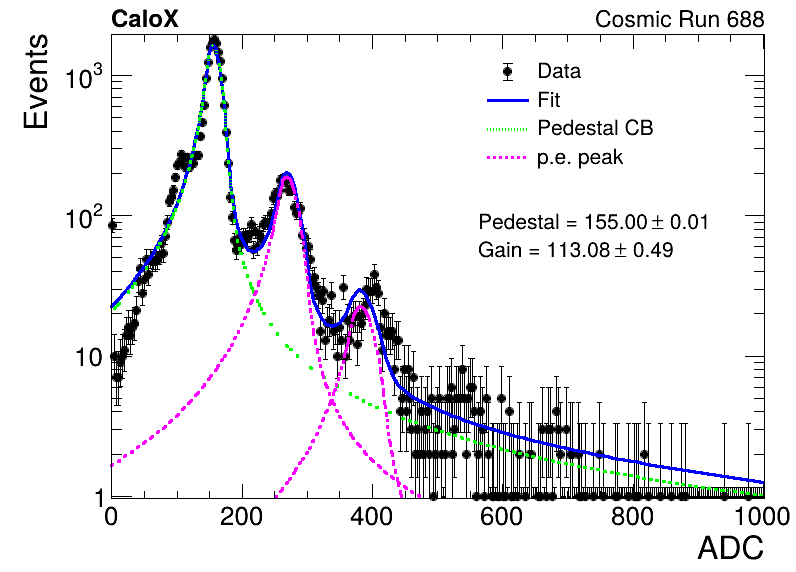 CaloX Cosmic Run 688
Events
Data
Fit
Pedestal CB
p.e. peak
Pedestal = 155.00 ± 0.01
Gain = 113.08 ± 0.49
10³
10²
10
1
0 200 400 600 800 1000
ADC